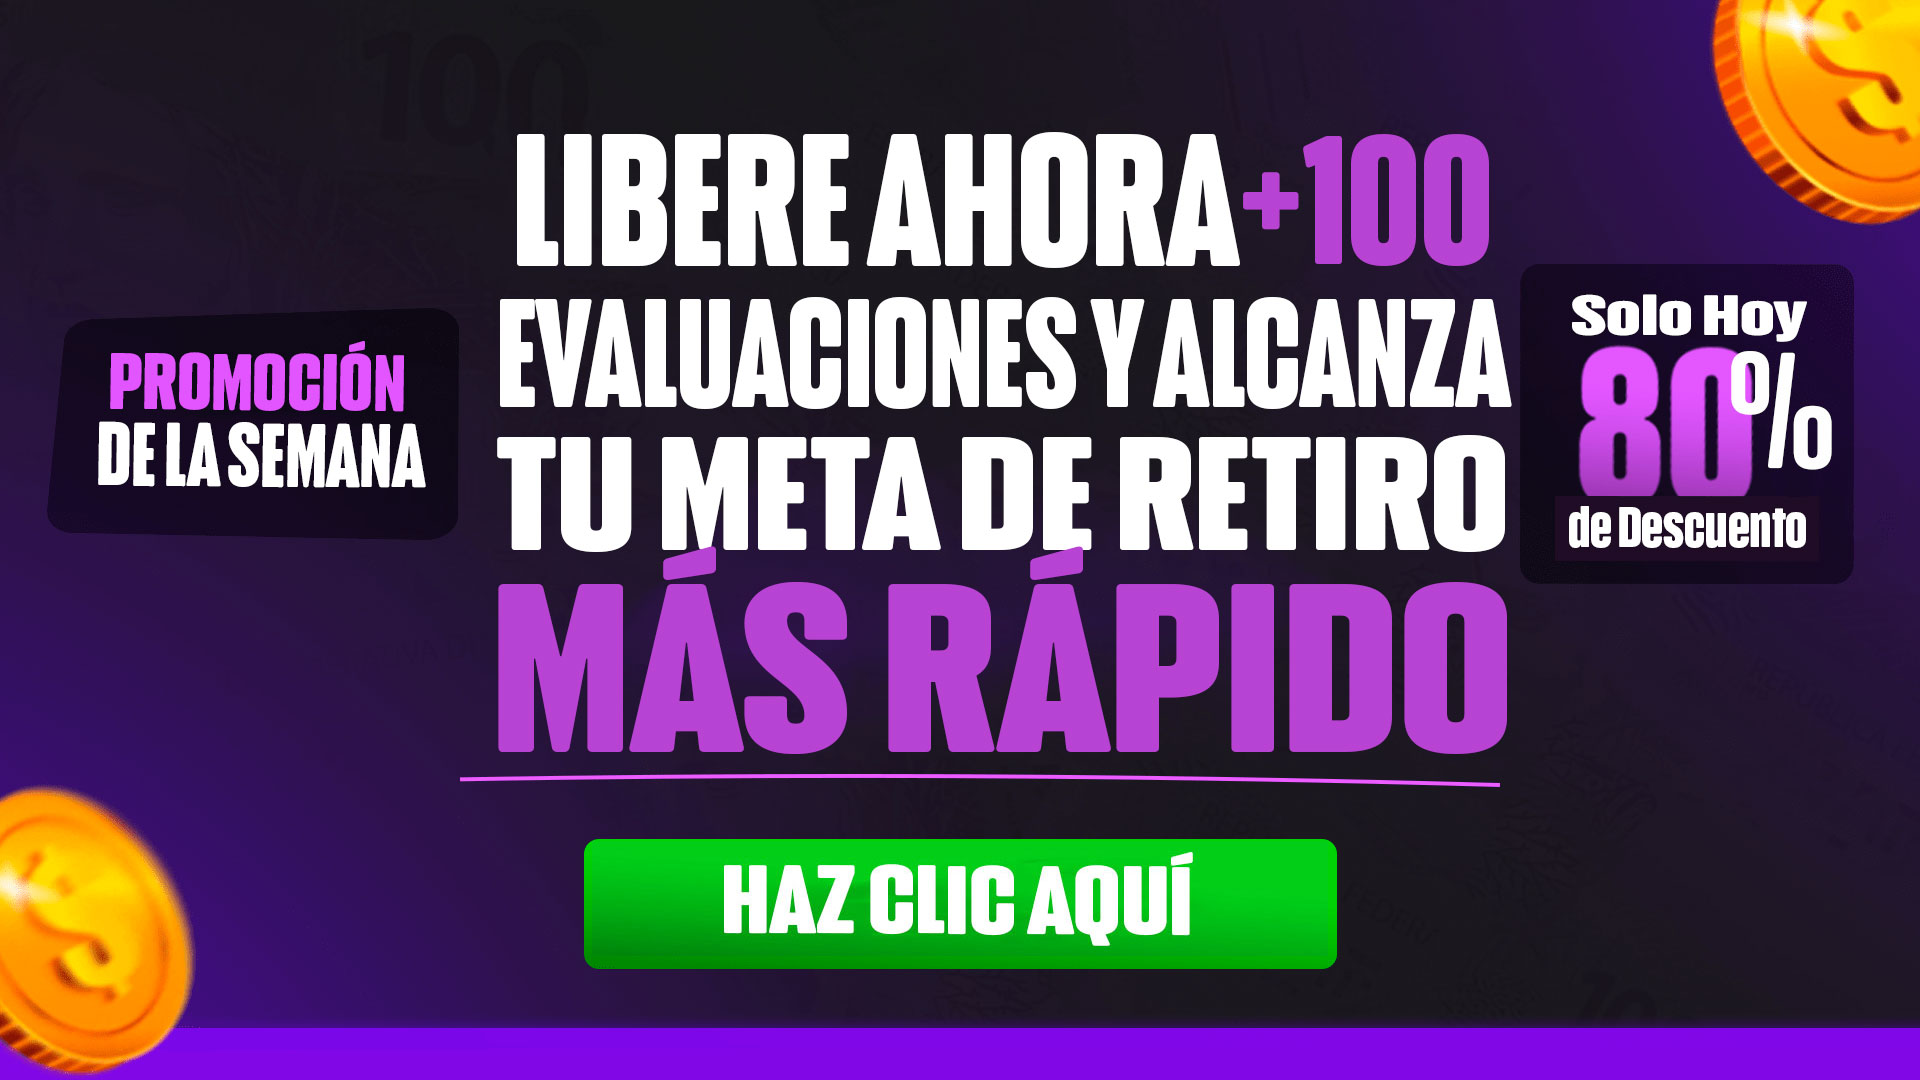 PROMOCIÓN
DE LA SEMANA
LIBERE AHORA +100
EVALUACIONES Y ALCANZA
TU META DE RETIRO
MÁS RÁPIDO
Solo Hoy
80%
de Descuento
HAZ CLIC AQUÍ
100